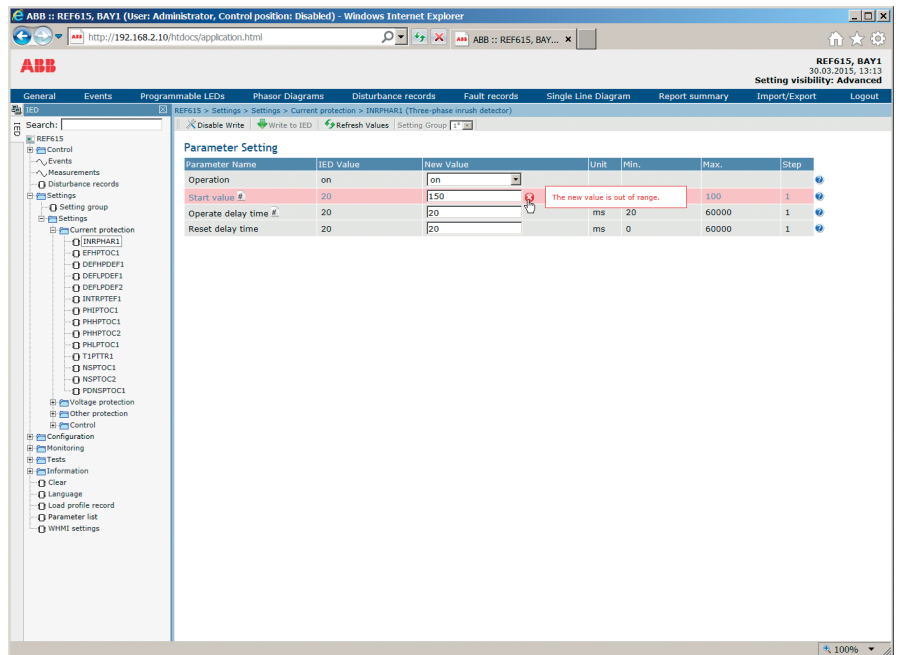 ABB :: REF615, BAY1 (User: Administrator, Control position: Disabled) - Windows Internet Explorer
http://192.168.2.10/htdocs/application.html
ABB :: REF615, BAY... ×
ABB
REF615, BAY1
30.03.2015, 13:13
Setting visibility: Advanced
General Events Programmable LEDs Phasor Diagrams Disturbance records Fault records Single Line Diagram Report summary Import/Export Logout
IED
REF615 > Settings > Settings > Current protection > INRPHAR1 (Three-phase inrush detector)
IED
Search:
Disable Write Write to IED Refresh Values Setting Group 1*
REF615
Control
Events
Measurements
Disturbance records
Settings
Setting group
Settings
Current protection
INRPHAR1
EFHPTOC1
DEFHPDEF1
DEFLPDEF1
DEFLPDEF2
INTRPTEF1
PHIPTOC1
PHHPTOC1
PHHPTOC2
PHLPTOC1
T1PTTR1
NSPTOC1
NSPTOC2
PDNSPTOC1
Voltage protection
Other protection
Control
Configuration
Monitoring
Tests
Information
Clear
Language
Load profile record
Parameter list
WHMI settings
Parameter Setting
Parameter Name IED Value New Value Unit Min. Max. Step
Operation on on
Start value # 20 150 The new value is out of range. 100 1
Operate delay time # 20 20 ms 20 60000 1
Reset delay time 20 20 ms 0 60000 1
100%